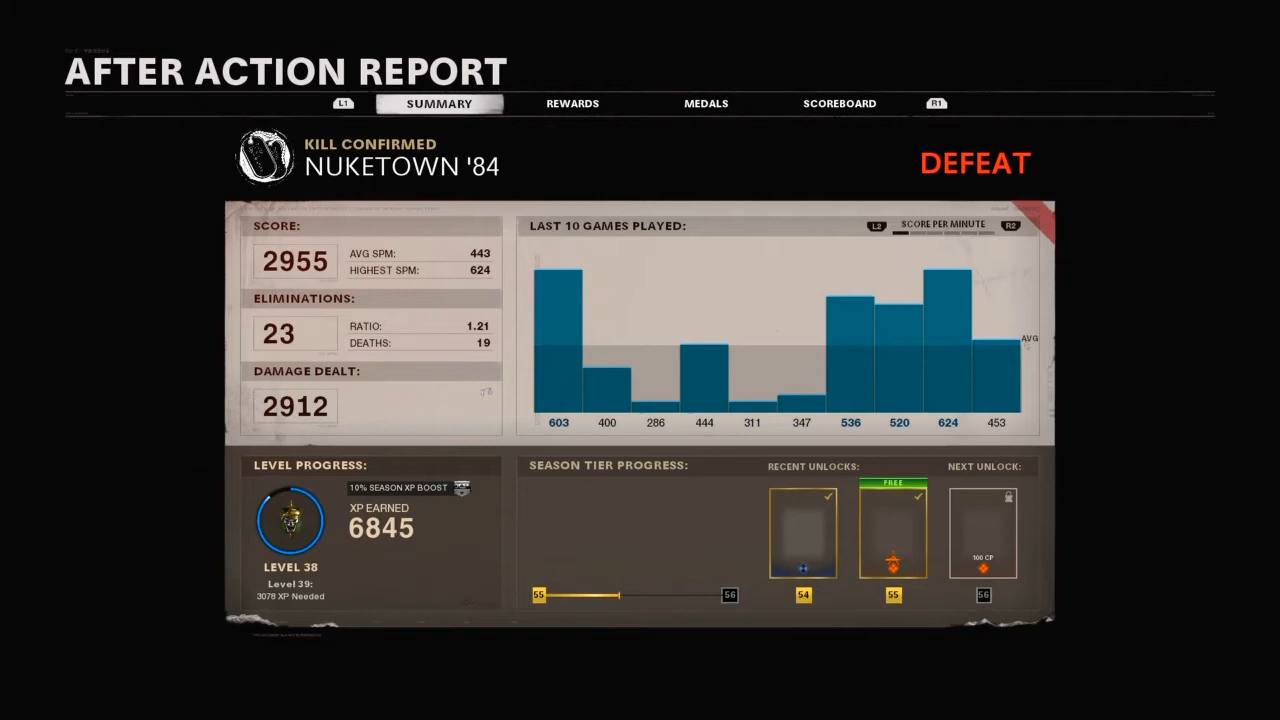 AFTER ACTION REPORT
L1 SUMMARY REWARDS MEDALS SCOREBOARD R1
KILL CONFIRMED
NUKETOWN '84
DEFEAT
SCORE:
2955
AVG SPM: 443
HIGHEST SPM: 624
ELIMINATIONS:
23
RATIO: 1.21
DEATHS: 19
DAMAGE DEALT:
2912
LAST 10 GAMES PLAYED:
L2 SCORE PER MINUTE R2
AVG
603 400 286 444 311 347 536 520 624 453
LEVEL PROGRESS:
10% SEASON XP BOOST
XP EARNED
6845
LEVEL 38
Level 39:
3078 XP Needed
SEASON TIER PROGRESS:
55 56
RECENT UNLOCKS:
FREE
54 55
NEXT UNLOCK:
100 CP
56